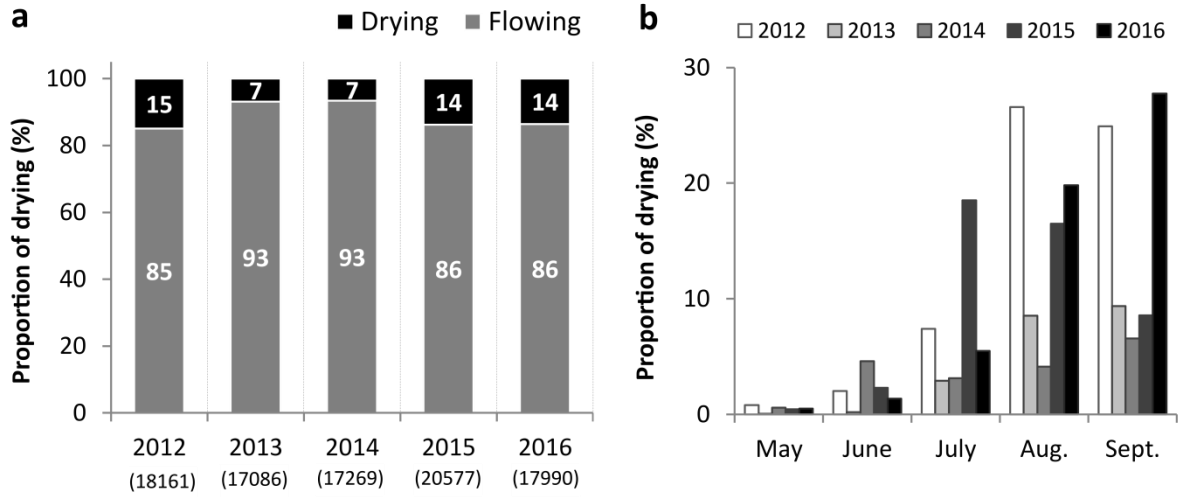 a
Drying Flowing
Proportion of drying (%)
100
80
60
40
20
0
15 7 7 14 14
85 93 93 86 86
2012 2013 2014 2015 2016
(18161) (17086) (17269) (20577) (17990)
b
2012 2013 2014 2015 2016
Proportion of drying (%)
30
20
10
0
May June July Aug. Sept.